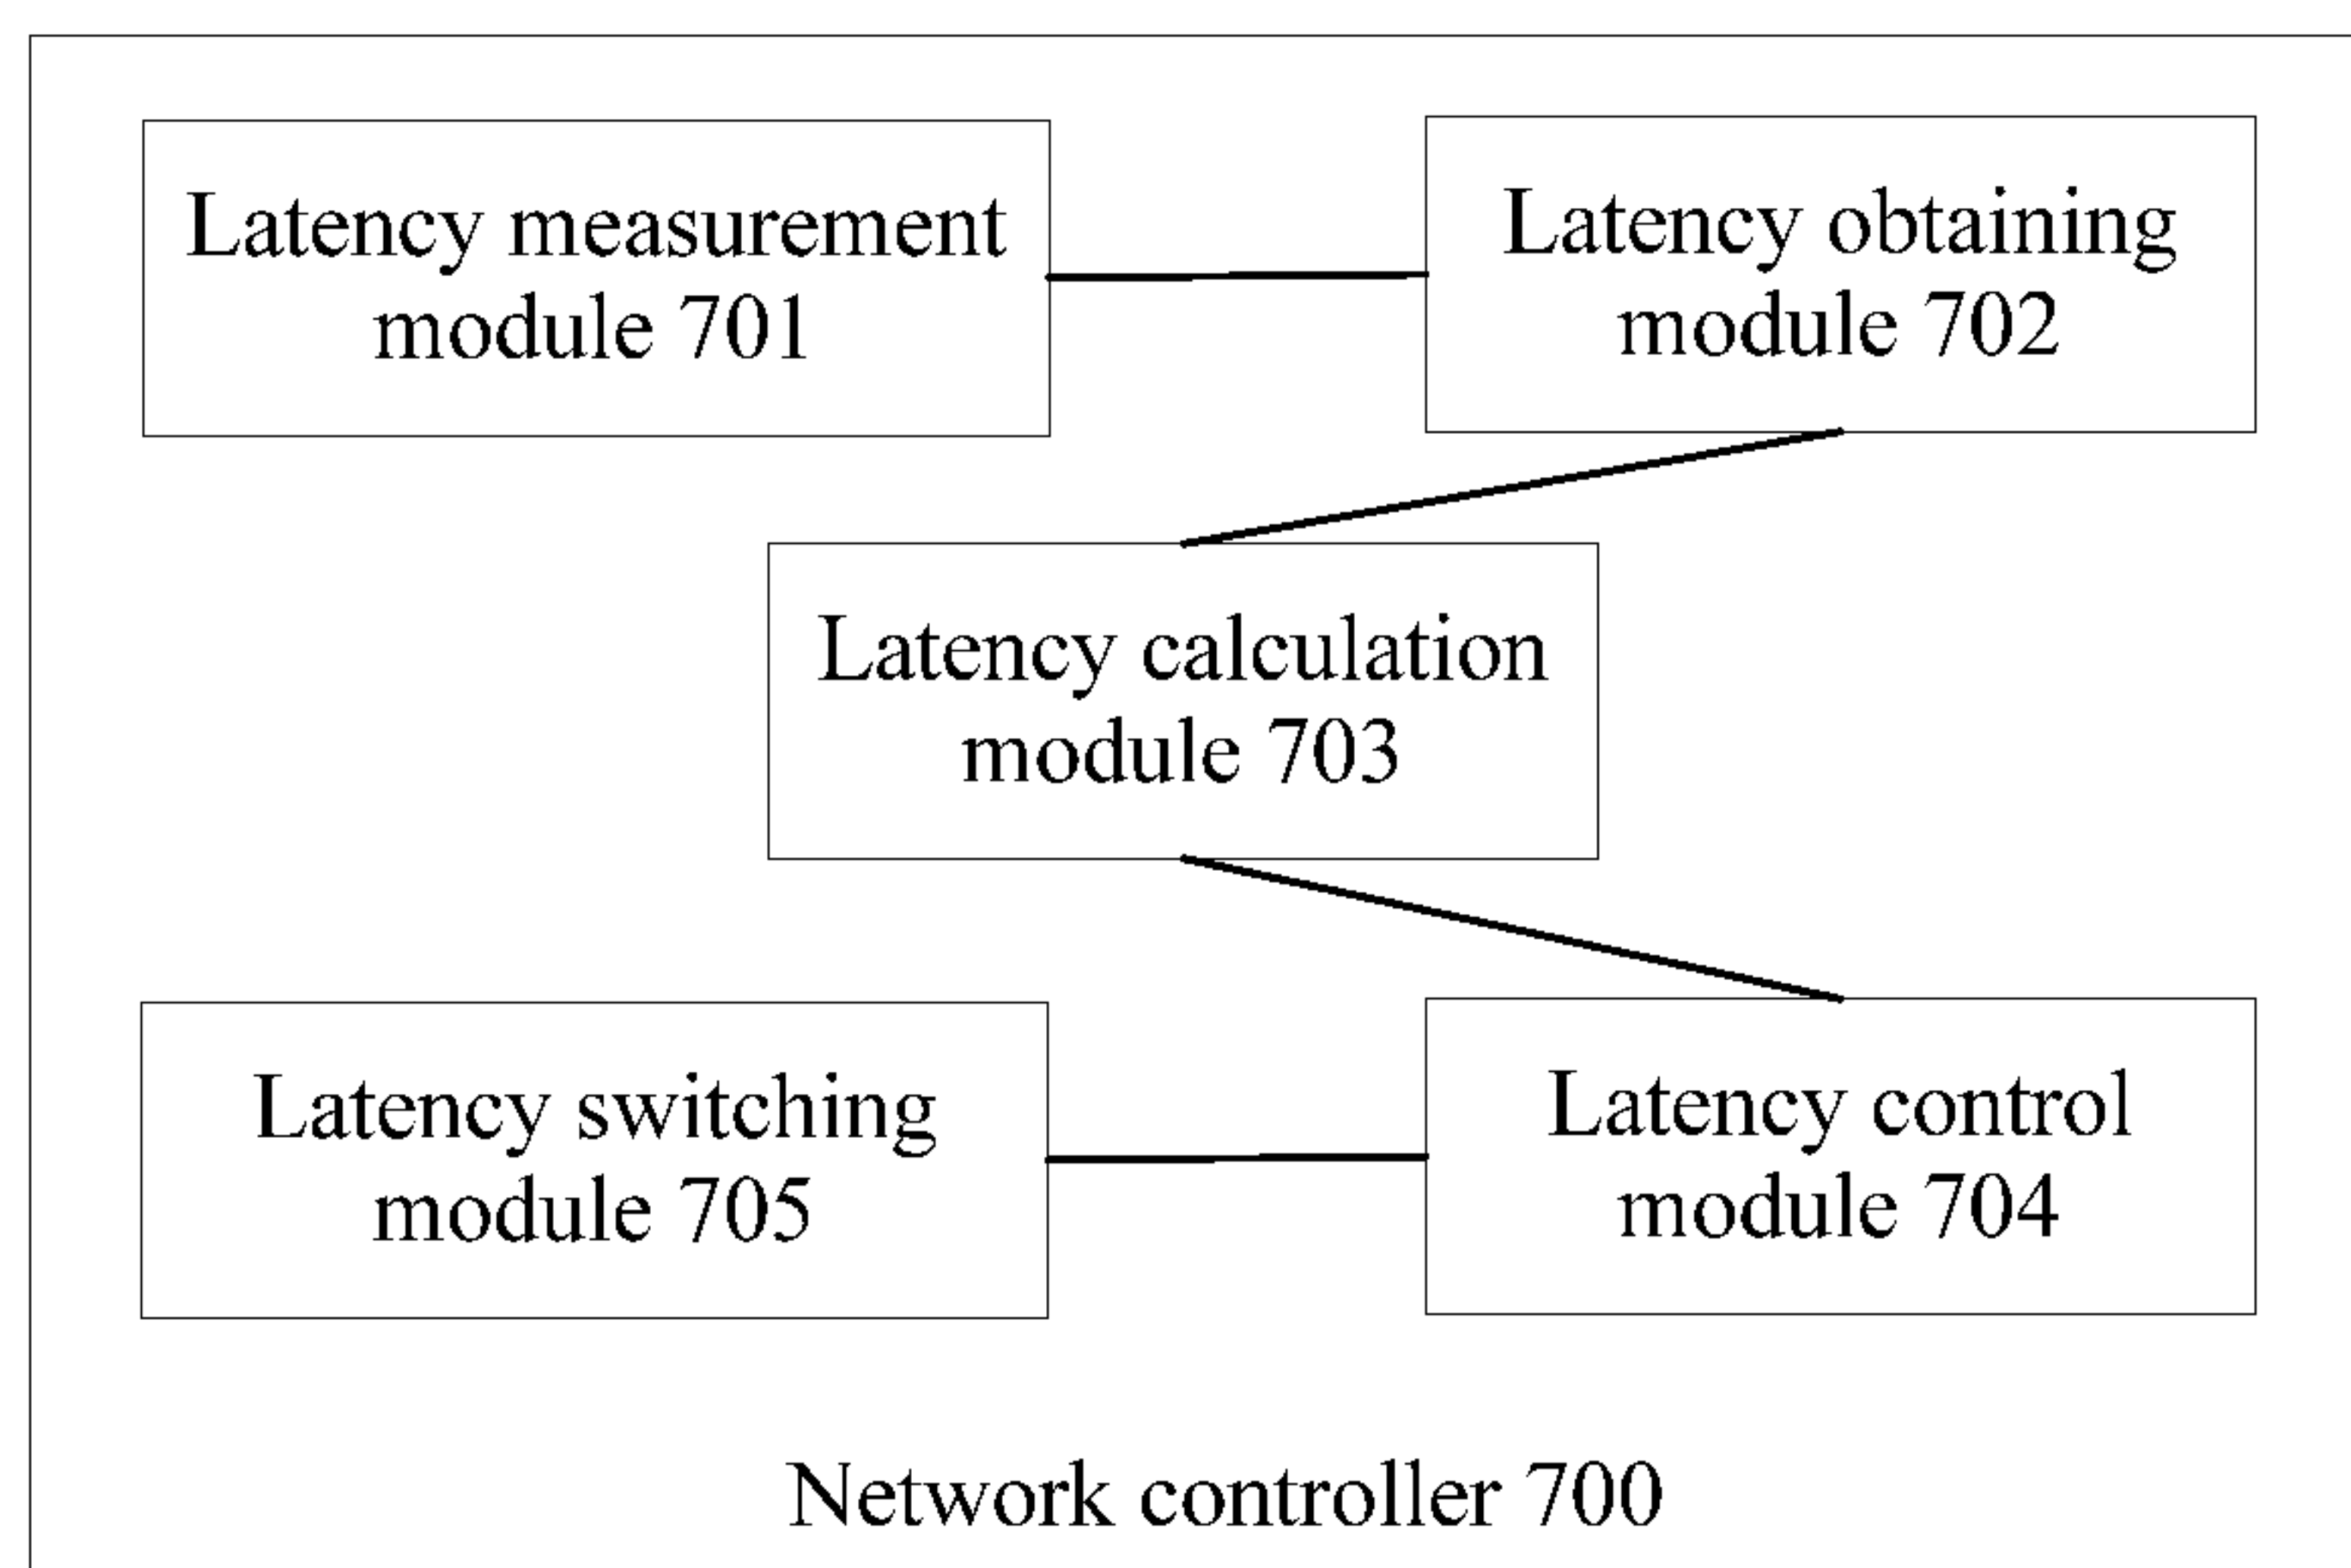 Latency measurement
module 701
Latency obtaining
module 702
Latency calculation
module 703
Latency switching
module 705
Latency control
module 704
Network controller 700